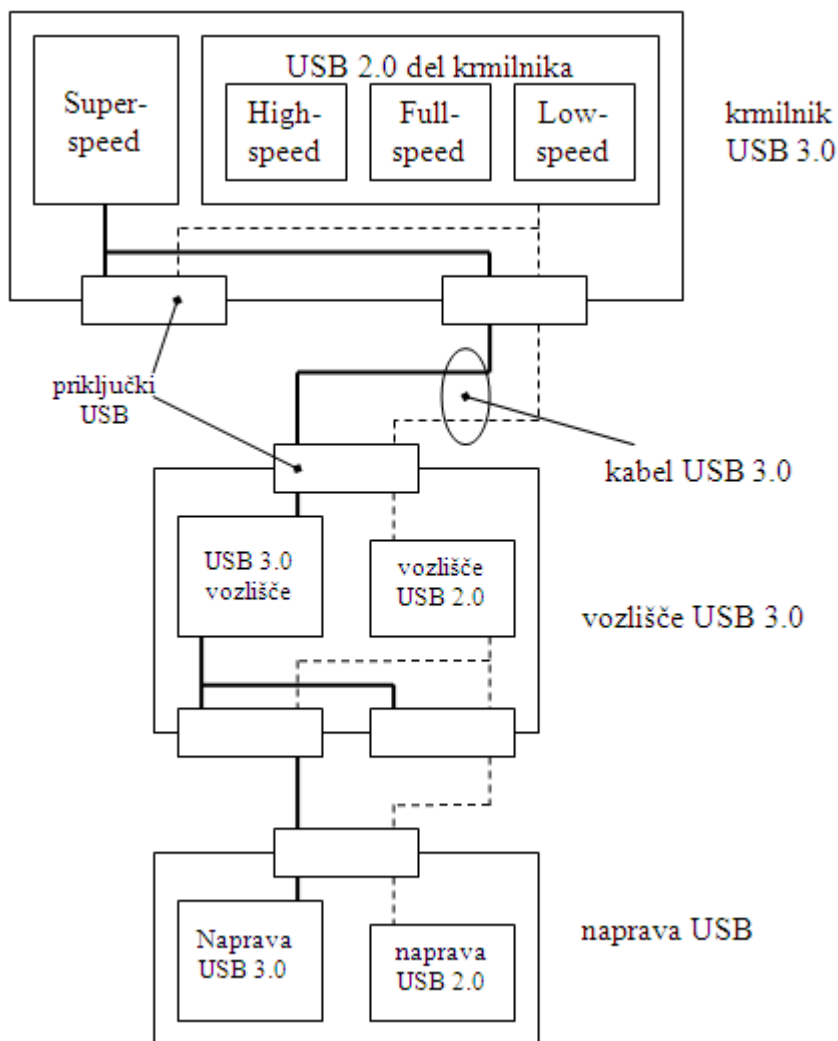 USB 2.0 del krmilnika
Super-
speed
High-
speed
Full-
speed
Low-
speed
krmilnik
USB 3.0
priključki
USB
kabel USB 3.0
USB 3.0
vozlišče
vozlišče
USB 2.0
vozlišče USB 3.0
Naprava
USB 3.0
naprava
USB 2.0
naprava USB